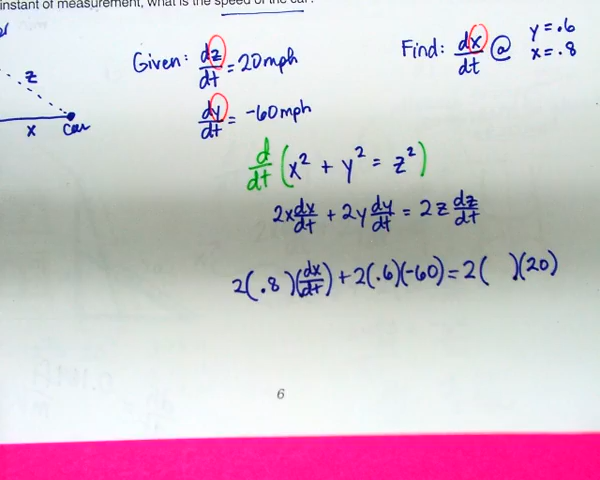 instant of measurement, what is the speed of the car?
Given: dz/dt = 20mph
Find: dx/dt @ y = .6
x = .8
z
dy/dt = -60mph
x
car
d/dt (x² + y² = z²)
2x dx/dt + 2y dy/dt = 2z dz/dt
2(.8)(dx/dt) + 2(.6)(-60) = 2( )(20)
6